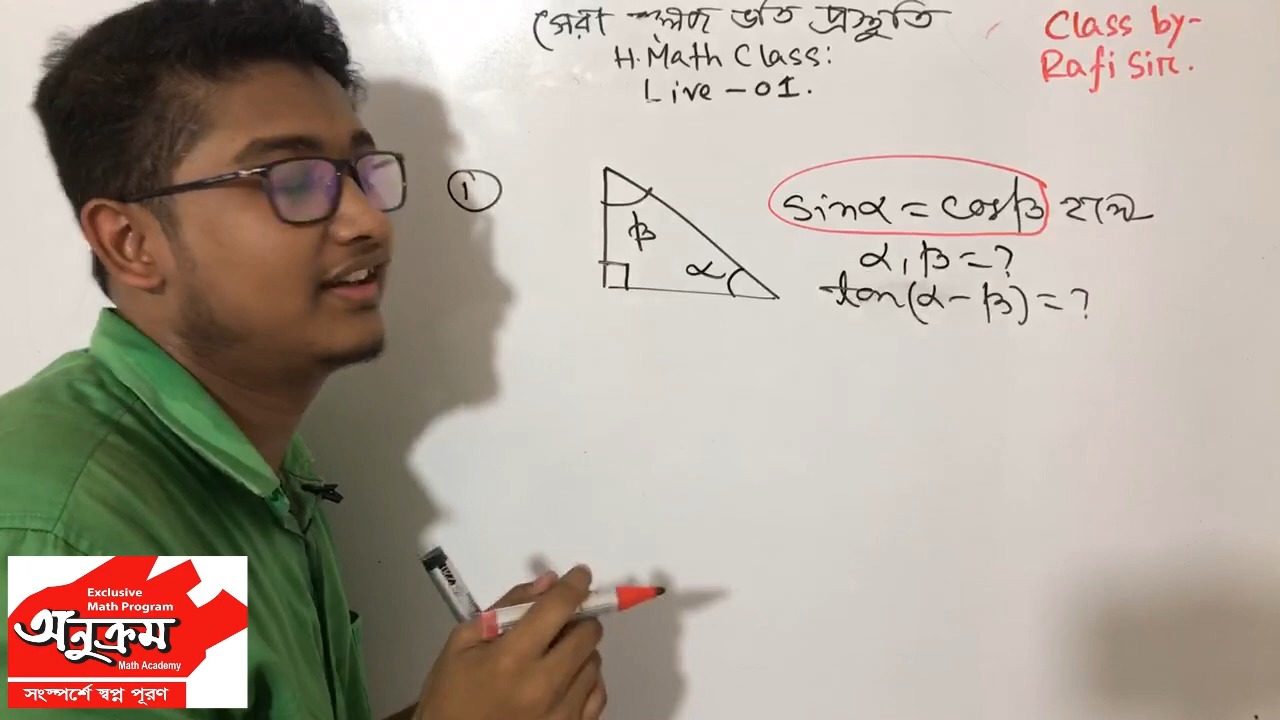 সেরা স্বপ্নের ভর্তি প্রস্তুতি
H.Math Class:
Live-01.
Class by-
Rafi Sir.
1
β
α
sinα = cosβ হলে
α, β = ?
tan(α - β) = ?
Exclusive
Math Program
অনুক্রম
Math Academy
সংস্পর্শে স্বপ্ন পূরণ